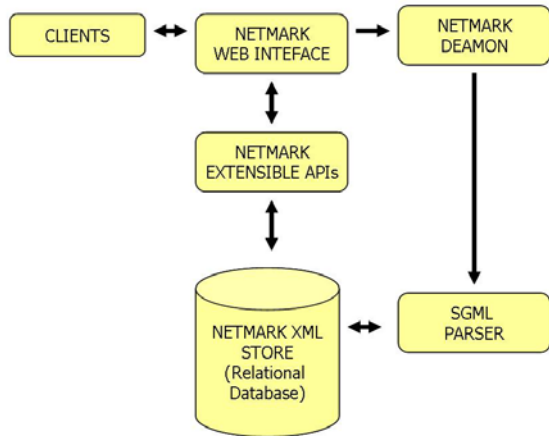 CLIENTS
NETMARK
WEB INTEFACE
NETMARK
DEAMON
NETMARK
EXTENSIBLE APIs
NETMARK XML
STORE
(Relational
Database)
SGML
PARSER